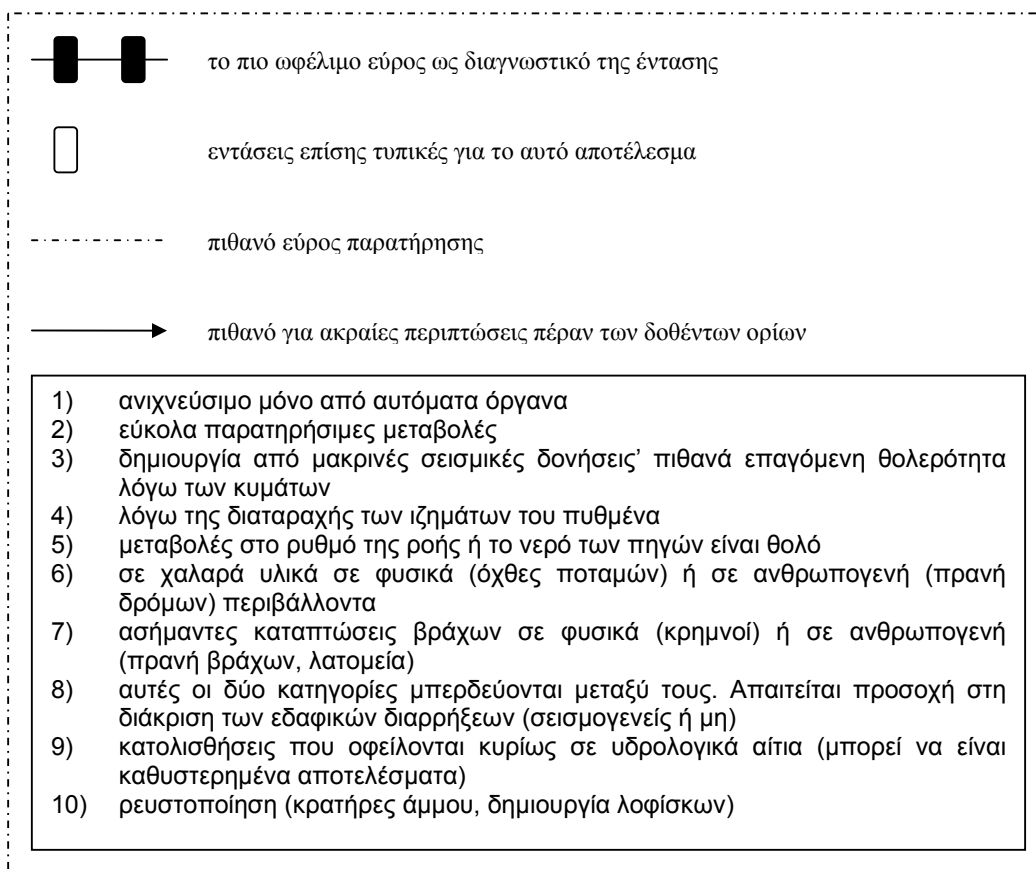 το πιο ωφέλιμο εύρος ως διαγνωστικό της έντασης
εντάσεις επίσης τυπικές για το αυτό αποτέλεσμα
πιθανό εύρος παρατήρησης
πιθανό για ακραίες περιπτώσεις πέραν των δοθέντων ορίων
1) ανιχνεύσιμο μόνο από αυτόματα όργανα
2) εύκολα παρατηρήσιμες μεταβολές
3) δημιουργία από μακρινές σεισμικές δονήσεις’ πιθανά επαγόμενη θολερότητα
λόγω των κυμάτων
4) λόγω της διαταραχής των ιζημάτων του πυθμένα
5) μεταβολές στο ρυθμό της ροής ή το νερό των πηγών είναι θολό
6) σε χαλαρά υλικά σε φυσικά (όχθες ποταμών) ή σε ανθρωπογενή (πρανή
δρόμων) περιβάλλοντα
7) ασήμαντες καταπτώσεις βράχων σε φυσικά (κρημνοί) ή σε ανθρωπογενή
(πρανή βράχων, λατομεία)
8) αυτές οι δύο κατηγορίες μπερδεύονται μεταξύ τους. Απαιτείται προσοχή στη
διάκριση των εδαφικών διαρρήξεων (σεισμογενείς ή μη)
9) κατολισθήσεις που οφείλονται κυρίως σε υδρολογικά αίτια (μπορεί να είναι
καθυστερημένα αποτελέσματα)
10) ρευστοποίηση (κρατήρες άμμου, δημιουργία λοφίσκων)